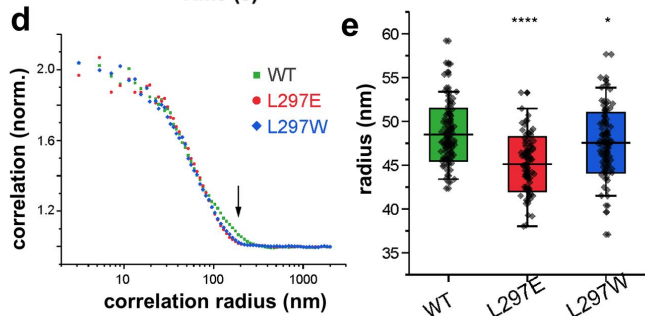 d
correlation (norm.)
2.0
1.6
1.2
WT
L297E
L297W
10
100
1000
correlation radius (nm)
e
****
*
radius (nm)
60
55
50
45
40
35
WT
L297E
L297W